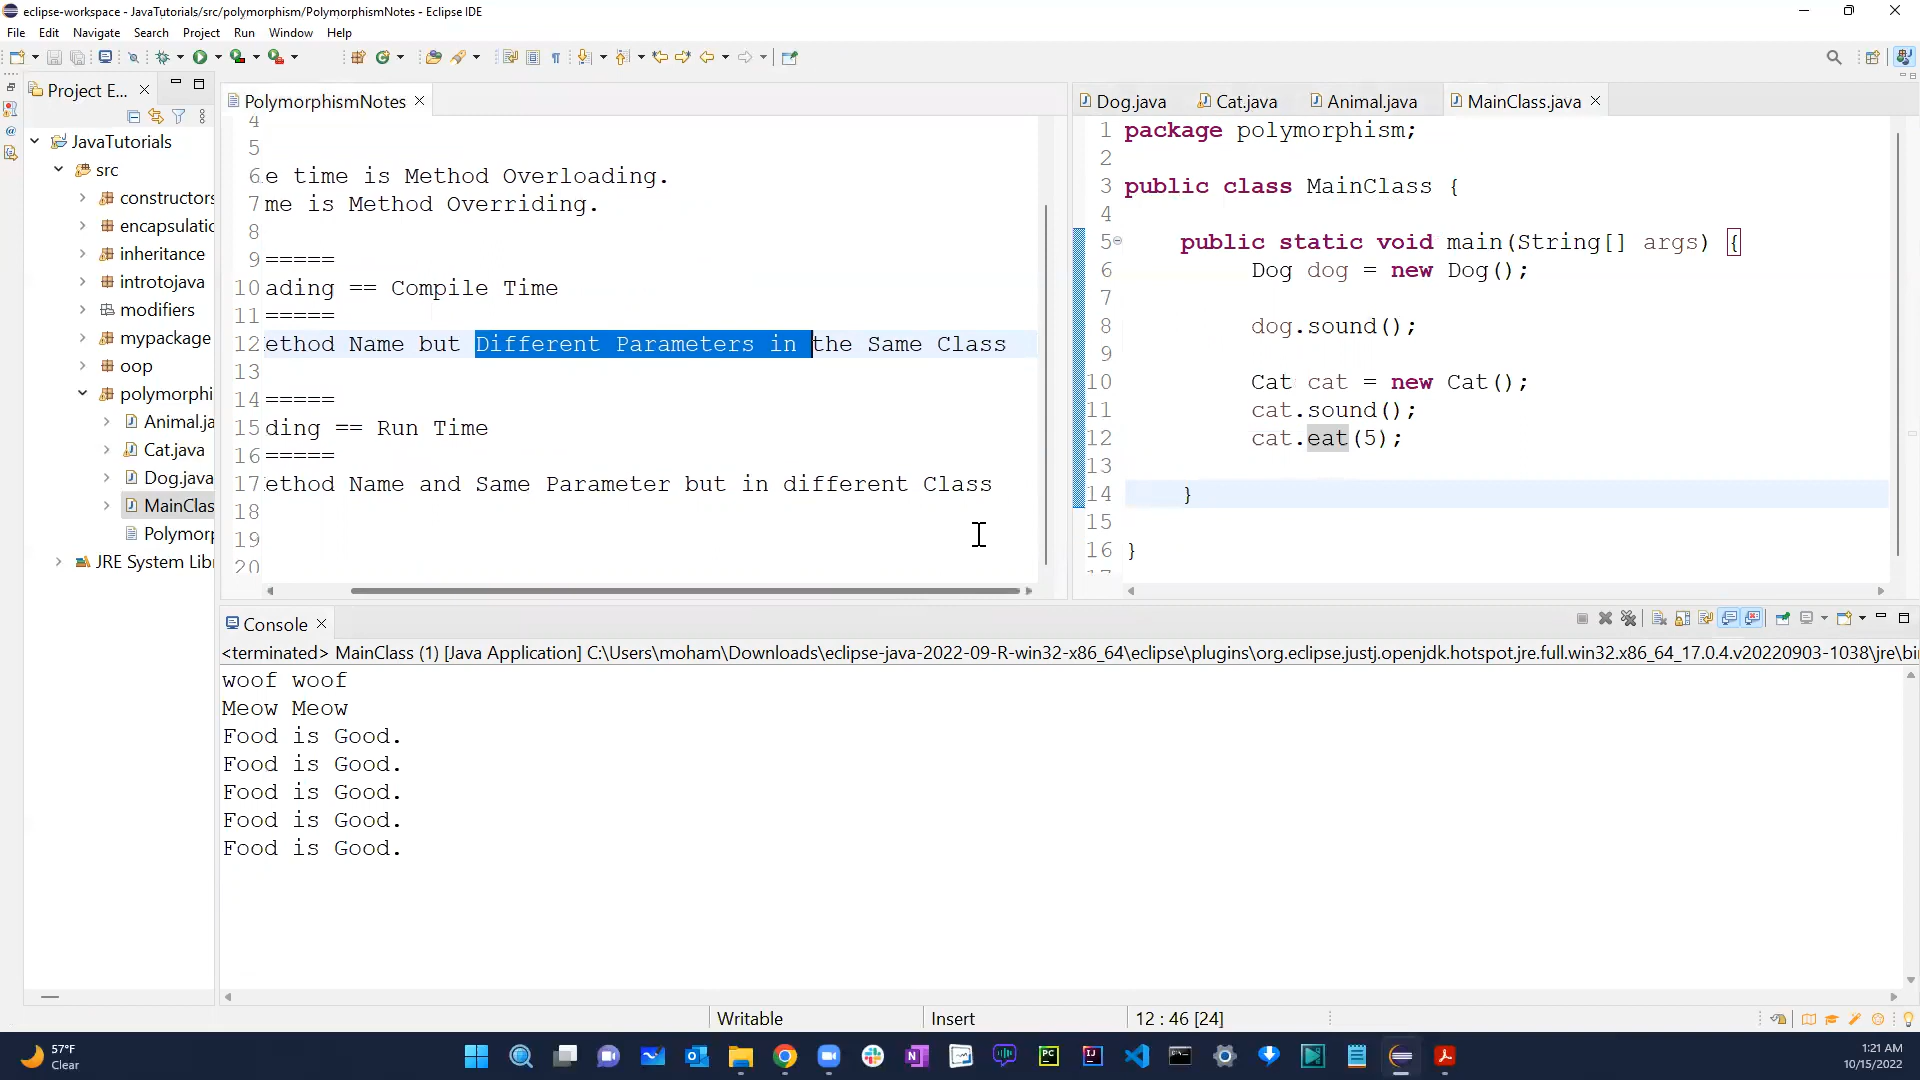 eclipse-workspace - JavaTutorials/src/polymorphism/PolymorphismNotes - Eclipse IDE
File Edit Navigate Search Project Run Window Help
Project E...
JavaTutorials
src
constructors
encapsulatio
inheritance
introtojava
modifiers
mypackage
oop
polymorphi
Animal.ja
Cat.java
Dog.java
MainClas
Polymorp
JRE System Libr
PolymorphismNotes
4
5
6 e time is Method Overloading.
7 me is Method Overriding.
8
9 =====
10 ading == Compile Time
11 =====
12 ethod Name but Different Parameters in the Same Class
13
14 =====
15 ding == Run Time
16 =====
17 ethod Name and Same Parameter but in different Class
18
19
20
Dog.java Cat.java Animal.java MainClass.java
1 package polymorphism;
2
3 public class MainClass {
4
5 public static void main(String[] args) {
6 Dog dog = new Dog();
7
8 dog.sound();
9
10 Cat cat = new Cat();
11 cat.sound();
12 cat.eat(5);
13
14 }
15
16 }
Console
<terminated> MainClass (1) [Java Application] C:\Users\moham\Downloads\eclipse-java-2022-09-R-win32-x86_64\eclipse\plugins\org.eclipse.justj.openjdk.hotspot.jre.full.win32.x86_64_17.0.4.v20220903-1038\jre\bin
woof woof
Meow Meow
Food is Good.
Food is Good.
Food is Good.
Food is Good.
Food is Good.
Writable Insert 12 : 46 [24]
57°F
Clear
1:21 AM
10/15/2022